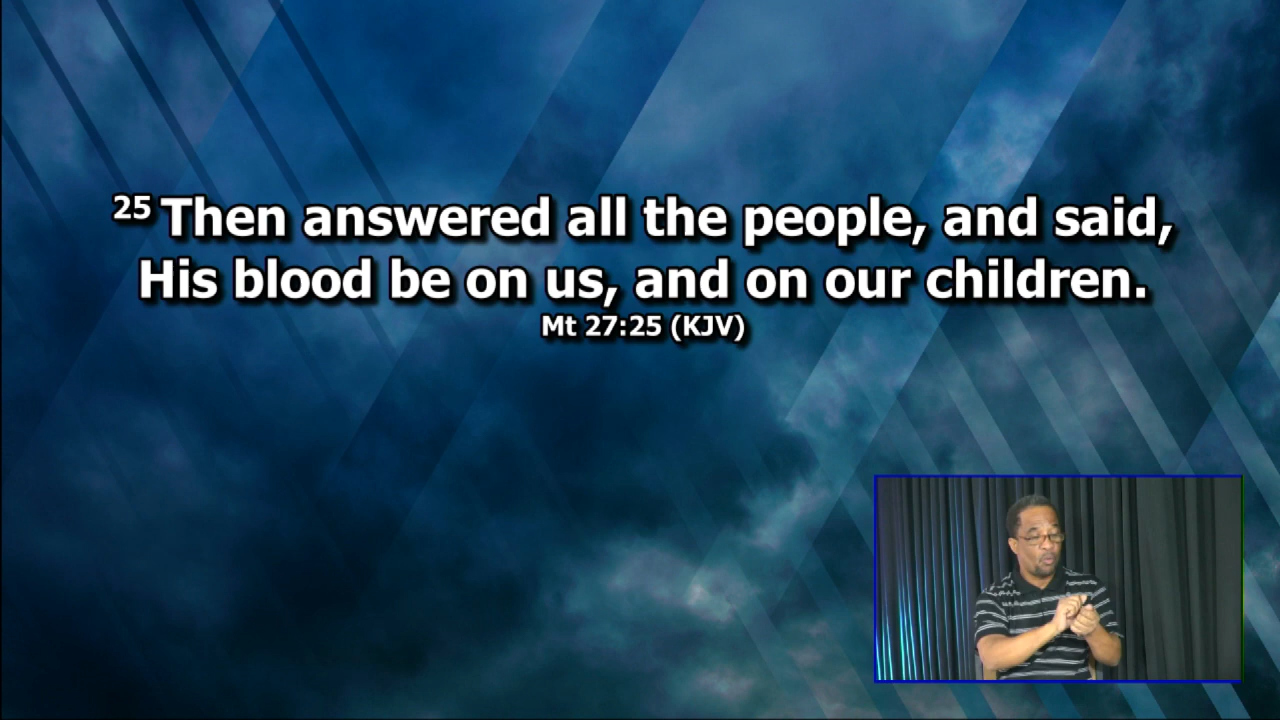 25 Then answered all the people, and said,
His blood be on us, and on our children.
Mt 27:25 (KJV)